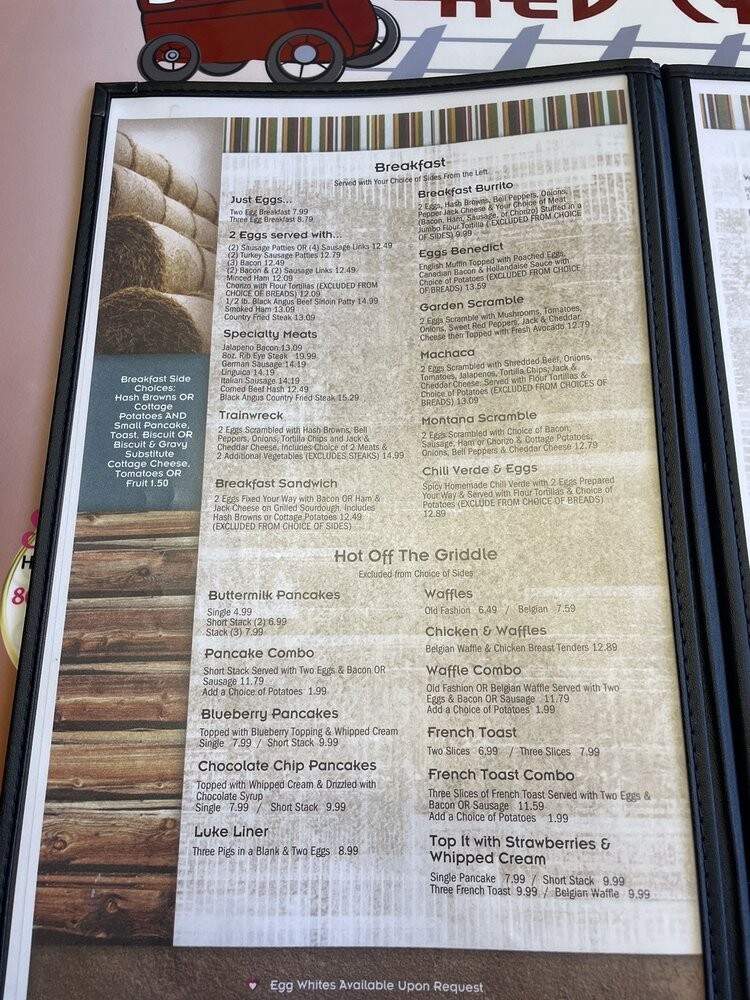 Breakfast
Served with Your Choice of Sides From the Left.
Just Eggs...
Two Egg Breakfast 7.99
Three Egg Breakfast 8.79
2 Eggs served with...
(2) Sausage Patties OR (4) Sausage Links 12.49
(2) Turkey Sausage Patties 12.79
(3) Bacon 12.49
(2) Bacon & (2) Sausage Links 12.49
Minced Ham 12.09
Chorizo with Flour Tortillas (EXCLUDED FROM
CHOICE OF BREADS) 12.09
1/2 lb. Black Angus Beef Sirloin Patty 14.99
Smoked Ham 13.09
Country Fried Steak 13.09
Specialty Meats
Jalapeno Bacon 13.09
8oz. Rib Eye Steak 19.99
German Sausage 14.19
Linguica 14.19
Italian Sausage 14.19
Corned Beef Hash 12.49
Black Angus Country Fried Steak 15.29
Trainwreck
2 Eggs Scrambled with Hash Browns, Bell
Peppers, Onions, Tortilla Chips and Jack &
Cheddar Cheese. Includes Choice of 2 Meats &
2 Additional Vegetables (EXCLUDES STEAKS) 14.99
Breakfast Sandwich
2 Eggs Fixed Your Way with Bacon OR Ham &
Jack Cheese on Grilled Sourdough. Includes
Hash Browns or Cottage Potatoes 12.49
(EXCLUDED FROM CHOICE OF SIDES)
Breakfast Burrito
2 Eggs, Hash Browns, Bell Peppers, Onions,
Pepper Jack Cheese & Your Choice of Meat
(Bacon, Ham, Sausage, or Chorizo) Stuffed in a
Jumbo Flour Tortilla (EXCLUDED FROM CHOICE
OF SIDES) 9.99
Eggs Benedict
English Muffin Topped with Poached Eggs,
Canadian Bacon & Hollandaise Sauce with
Choice of Potatoes (EXCLUDED FROM CHOICE
OF BREADS) 13.59
Garden Scramble
2 Eggs Scramble with Mushrooms, Tomatoes,
Onions, Sweet Red Peppers, Jack & Cheddar
Cheese then Topped with Fresh Avocado 12.79
Machaca
2 Eggs Scrambled with Shredded Beef, Onions,
Tomatoes, Jalapenos, Tortilla Chips, Jack &
Cheddar Cheese. Served with Flour Tortillas &
Choice of Potatoes (EXCLUDED FROM CHOICES OF
BREADS) 13.09
Montana Scramble
2 Eggs Scrambled with Choice of Bacon,
Sausage, Ham or Chorizo & Cottage Potatoes,
Onions, Bell Peppers & Cheddar Cheese 12.79
Chili Verde & Eggs
Spicy Homemade Chili Verde with 2 Eggs Prepared
Your Way & Served with Flour Tortillas & Choice of
Potatoes (EXCLUDED FROM CHOICE OF BREADS)
12.89
Breakfast Side
Choices:
Hash Browns OR
Cottage
Potatoes AND
Small Pancake,
Toast, Biscuit OR
Biscuit & Gravy
Substitute
Cottage Cheese,
Tomatoes OR
Fruit 1.50
Hot Off The Griddle
Excluded from Choice of Sides
Buttermilk Pancakes
Single 4.99
Short Stack (2) 6.99
Stack (3) 7.99
Pancake Combo
Short Stack Served with Two Eggs & Bacon OR
Sausage 11.79
Add a Choice of Potatoes 1.99
Blueberry Pancakes
Topped with Blueberry Topping & Whipped Cream
Single 7.99 / Short Stack 9.99
Chocolate Chip Pancakes
Topped with Whipped Cream & Drizzled with
Chocolate Syrup
Single 7.99 / Short Stack 9.99
Luke Liner
Three Pigs in a Blank & Two Eggs 8.99
Waffles
Old Fashion 6.49 / Belgian 7.59
Chicken & Waffles
Belgian Waffle & Chicken Breast Tenders 12.89
Waffle Combo
Old Fashion OR Belgian Waffle Served with Two
Eggs & Bacon OR Sausage 11.79
Add a Choice of Potatoes 1.99
French Toast
Two Slices 6.99 / Three Slices 7.99
French Toast Combo
Three Slices of French Toast Served with Two Eggs &
Bacon OR Sausage 11.59
Add a Choice of Potatoes 1.99
Top It with Strawberries &
Whipped Cream
Single Pancake 7.99 / Short Stack 9.99
Three French Toast 9.99 / Belgian Waffle 9.99
Egg Whites Available Upon Request